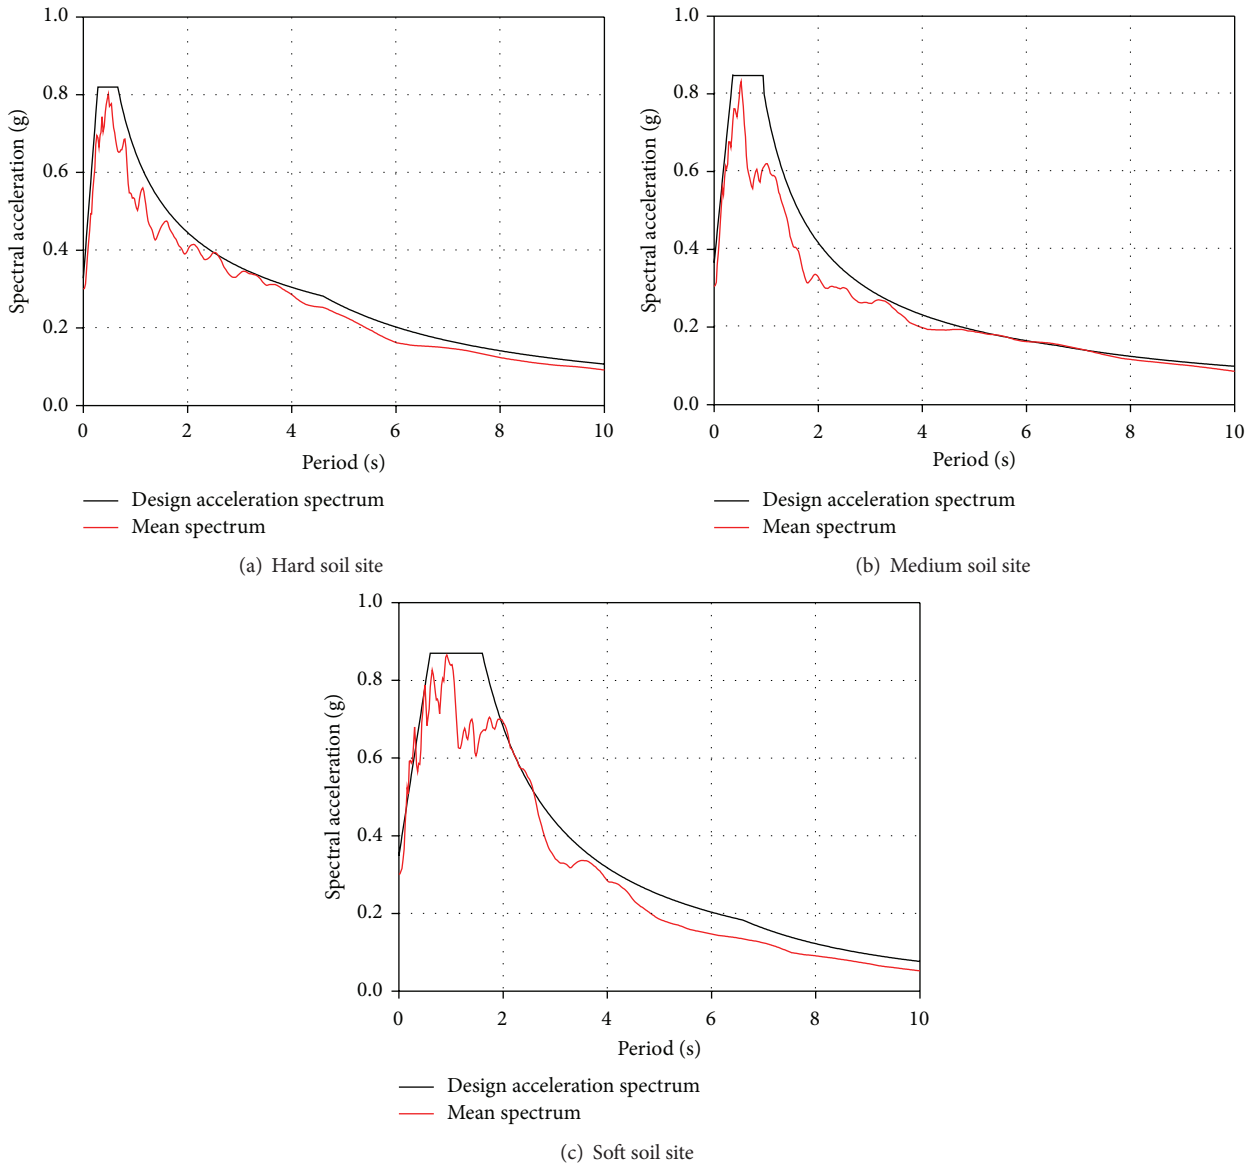 1.0
0.8
0.6
0.4
0.2
0.0
Spectral acceleration (g)
0 2 4 6 8 10
Period (s)
Design acceleration spectrum
Mean spectrum
(a) Hard soil site
1.0
0.8
0.6
0.4
0.2
0.0
Spectral acceleration (g)
0 2 4 6 8 10
Period (s)
Design acceleration spectrum
Mean spectrum
(b) Medium soil site
1.0
0.8
0.6
0.4
0.2
0.0
Spectral acceleration (g)
0 2 4 6 8 10
Period (s)
Design acceleration spectrum
Mean spectrum
(c) Soft soil site